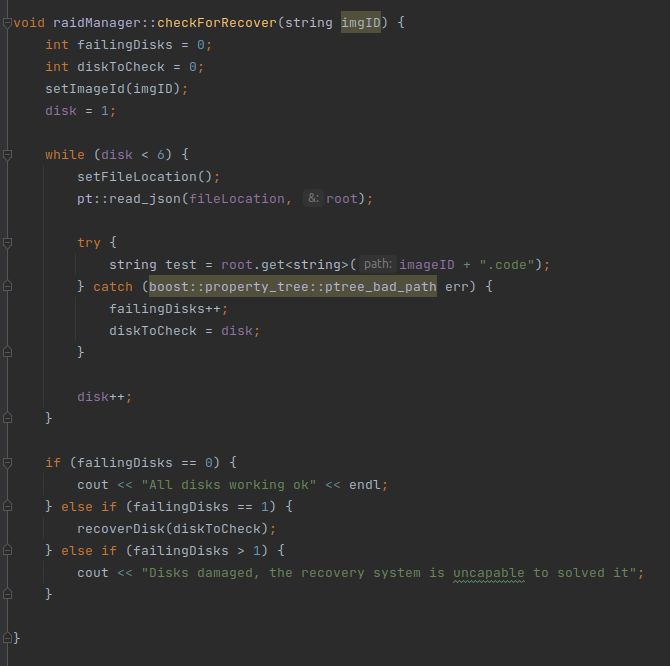 void raidManager::checkForRecover(string imgID) {
    int failingDisks = 0;
    int diskToCheck = 0;
    setImageId(imgID);
    disk = 1;

    while (disk < 6) {
        setFileLocation();
        pt::read_json(fileLocation, &: root);

        try {
            string test = root.get<string>( path: imageID + ".code");
        } catch (boost::property_tree::ptree_bad_path err) {
            failingDisks++;
            diskToCheck = disk;
        }

        disk++;
    }

    if (failingDisks == 0) {
        cout << "All disks working ok" << endl;
    } else if (failingDisks == 1) {
        recoverDisk(diskToCheck);
    } else if (failingDisks > 1) {
        cout << "Disks damaged, the recovery system is uncapable to solved it";
    }

}